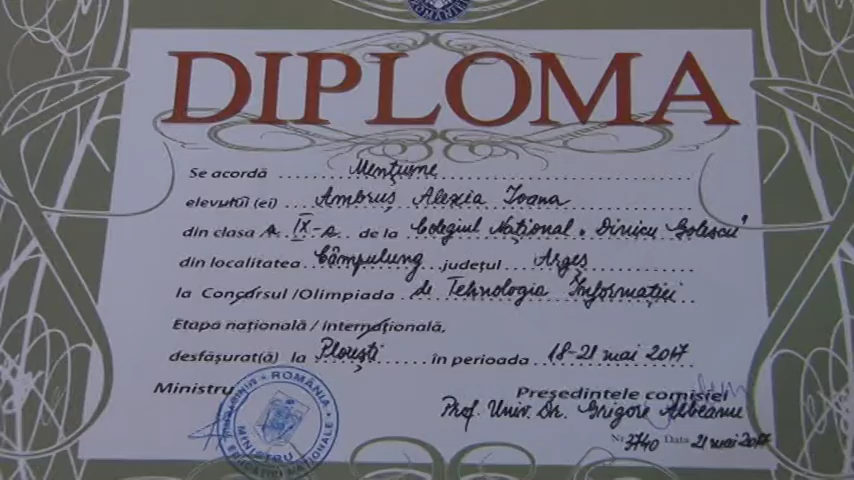 ROMÂNIA
DIPLOMA
Se acordă Mențiune
elevului (ei) Ambruș Alexia Ioana
din clasa a IX-a de la Colegiul Național „Dinicu Golescu”
din localitatea Câmpulung județul Argeș
la Concursul /Olimpiada de Tehnologia Informației
Etapa națională / internațională,
desfășurat(ă) la Ploiești în perioada 18-21 mai 2017
Ministru Președintele comisiei
Prof. Univ. Dr. Grigore Albeanu
Nr. 3740 Data 21 mai 2017
ROMANIA
MINISTERUL EDUCAȚIEI NAȚIONALE
MINISTRU